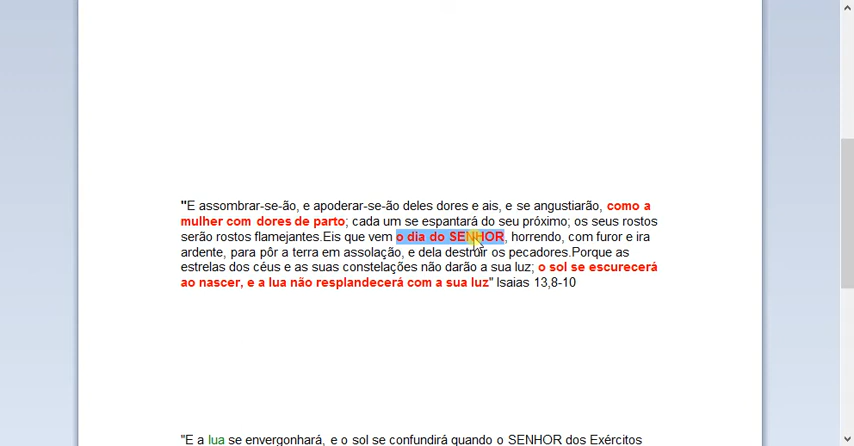 "E assombrar-se-ão, e apoderar-se-ão deles dores e ais, e se angustiarão, como a
mulher com dores de parto; cada um se espantará do seu próximo; os seus rostos
serão rostos flamejantes.Eis que vem o dia do SENHOR, horrendo, com furor e ira
ardente, para pôr a terra em assolação, e dela destruir os pecadores.Porque as
estrelas dos céus e as suas constelações não darão a sua luz; o sol se escurecerá
ao nascer, e a lua não resplandecerá com a sua luz" Isaias 13,8-10
"E a lua se envergonhará, e o sol se confundirá quando o SENHOR dos Exércitos